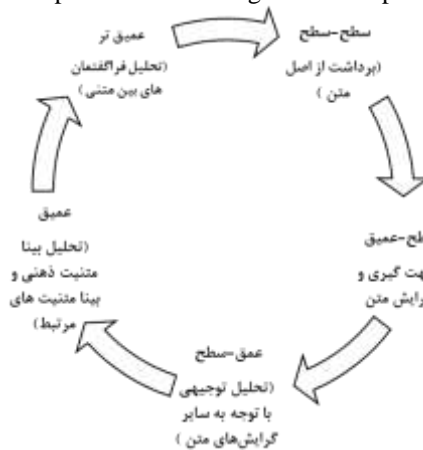 سطح-سطح
(برداشت از اصل
متن )
گیری و
متن
عمق-سطح
(تحلیل توجیهی
با توجه به سایر
گرایش‌های متن )
عمیق
(تحلیل بینا
متنیت ذهنی و
بینا متنیت های
مرتبط)
عمیق تر
(تحلیل فراگفتمان
های بین متنی)